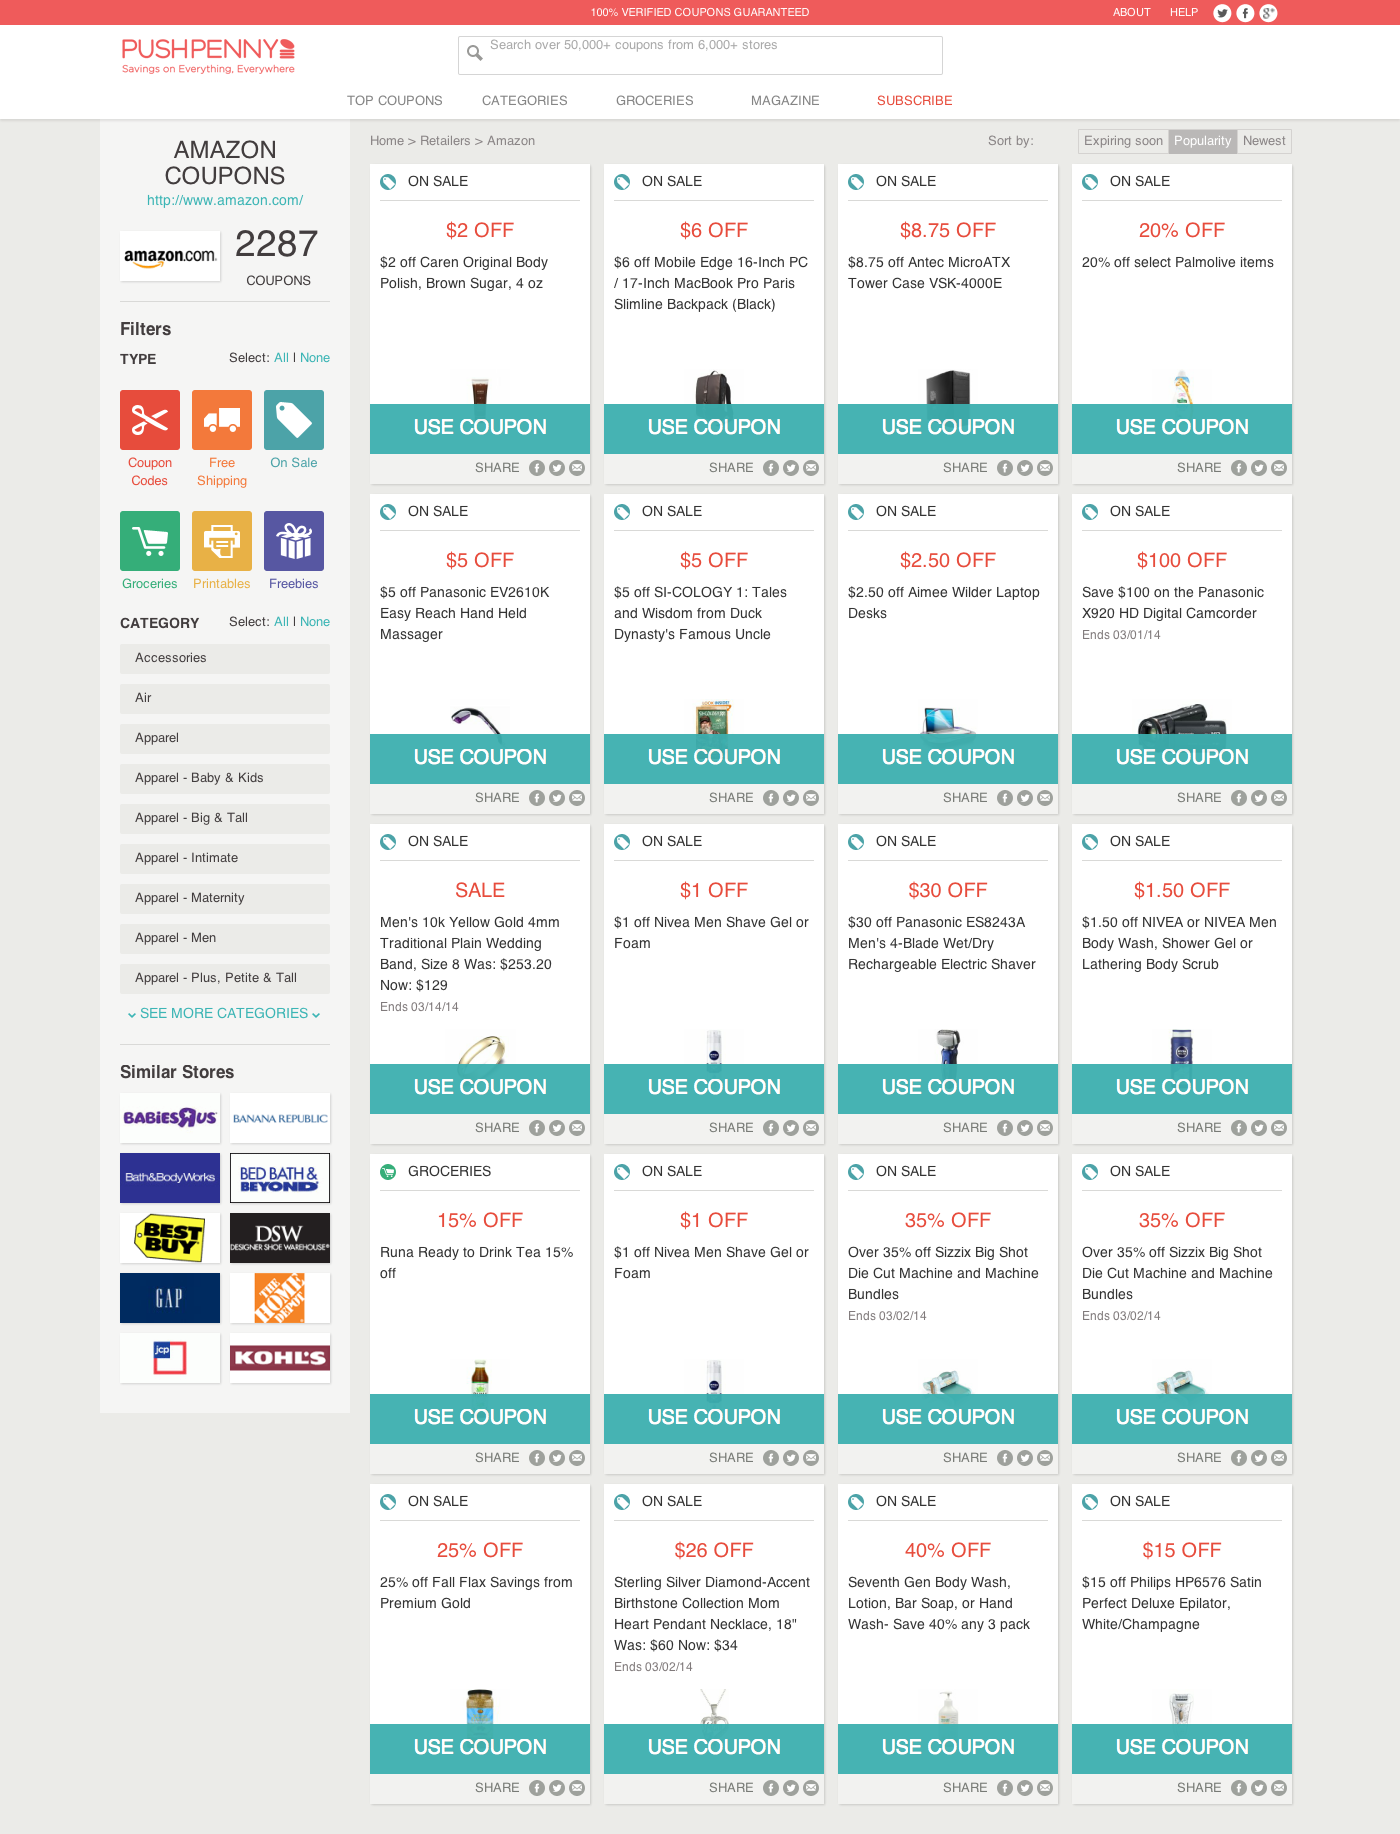 100% VERIFIED COUPONS GUARANTEED
ABOUT
HELP
PUSHPENNY
Savings on Everything, Everywhere
Search over 50,000+ coupons from 6,000+ stores
TOP COUPONS
CATEGORIES
GROCERIES
MAGAZINE
SUBSCRIBE
AMAZON
COUPONS
http://www.amazon.com/
amazon.com
2287
COUPONS
Filters
TYPE
Select: All | None
Coupon
Codes
Free
Shipping
On Sale
Groceries
Printables
Freebies
CATEGORY
Select: All | None
Accessories
Air
Apparel
Apparel - Baby & Kids
Apparel - Big & Tall
Apparel - Intimate
Apparel - Maternity
Apparel - Men
Apparel - Plus, Petite & Tall
SEE MORE CATEGORIES
Similar Stores
BABIES R US
BANANA REPUBLIC
Bath & Body Works
BED BATH &
BEYOND
BEST
BUY
DSW
DESIGNER SHOE WAREHOUSE
GAP
THE
HOME
DEPOT
jcp
KOHL'S
Home > Retailers > Amazon
Sort by:
Expiring soon
Popularity
Newest
ON SALE
$2 OFF
$2 off Caren Original Body
Polish, Brown Sugar, 4 oz
USE COUPON
SHARE
ON SALE
$6 OFF
$6 off Mobile Edge 16-Inch PC
/ 17-Inch MacBook Pro Paris
Slimline Backpack (Black)
USE COUPON
SHARE
ON SALE
$8.75 OFF
$8.75 off Antec MicroATX
Tower Case VSK-4000E
USE COUPON
SHARE
ON SALE
20% OFF
20% off select Palmolive items
USE COUPON
SHARE
ON SALE
$5 OFF
$5 off Panasonic EV2610K
Easy Reach Hand Held
Massager
USE COUPON
SHARE
ON SALE
$5 OFF
$5 off SI-COLOGY 1: Tales
and Wisdom from Duck
Dynasty's Famous Uncle
LOOK INSIDE!
SI-COLOGY
USE COUPON
SHARE
ON SALE
$2.50 OFF
$2.50 off Aimee Wilder Laptop
Desks
USE COUPON
SHARE
ON SALE
$100 OFF
Save $100 on the Panasonic
X920 HD Digital Camcorder
Ends 03/01/14
USE COUPON
SHARE
ON SALE
SALE
Men's 10k Yellow Gold 4mm
Traditional Plain Wedding
Band, Size 8 Was: $253.20
Now: $129
Ends 03/14/14
USE COUPON
SHARE
ON SALE
$1 OFF
$1 off Nivea Men Shave Gel or
Foam
USE COUPON
SHARE
ON SALE
$30 OFF
$30 off Panasonic ES8243A
Men's 4-Blade Wet/Dry
Rechargeable Electric Shaver
USE COUPON
SHARE
ON SALE
$1.50 OFF
$1.50 off NIVEA or NIVEA Men
Body Wash, Shower Gel or
Lathering Body Scrub
USE COUPON
SHARE
GROCERIES
15% OFF
Runa Ready to Drink Tea 15%
off
USE COUPON
SHARE
ON SALE
$1 OFF
$1 off Nivea Men Shave Gel or
Foam
USE COUPON
SHARE
ON SALE
35% OFF
Over 35% off Sizzix Big Shot
Die Cut Machine and Machine
Bundles
Ends 03/02/14
USE COUPON
SHARE
ON SALE
35% OFF
Over 35% off Sizzix Big Shot
Die Cut Machine and Machine
Bundles
Ends 03/02/14
USE COUPON
SHARE
ON SALE
25% OFF
25% off Fall Flax Savings from
Premium Gold
USE COUPON
SHARE
ON SALE
$26 OFF
Sterling Silver Diamond-Accent
Birthstone Collection Mom
Heart Pendant Necklace, 18"
Was: $60 Now: $34
Ends 03/02/14
USE COUPON
SHARE
ON SALE
40% OFF
Seventh Gen Body Wash,
Lotion, Bar Soap, or Hand
Wash- Save 40% any 3 pack
USE COUPON
SHARE
ON SALE
$15 OFF
$15 off Philips HP6576 Satin
Perfect Deluxe Epilator,
White/Champagne
USE COUPON
SHARE